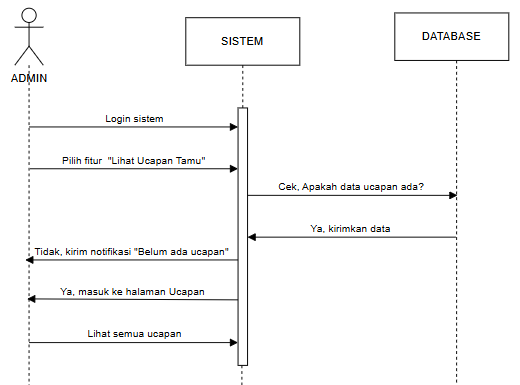 SISTEM
DATABASE
ADMIN
Login sistem
Pilih fitur "Lihat Ucapan Tamu"
Cek, Apakah data ucapan ada?
Ya, kirimkan data
Tidak, kirim notifikasi "Belum ada ucapan"
Ya, masuk ke halaman Ucapan
Lihat semua ucapan